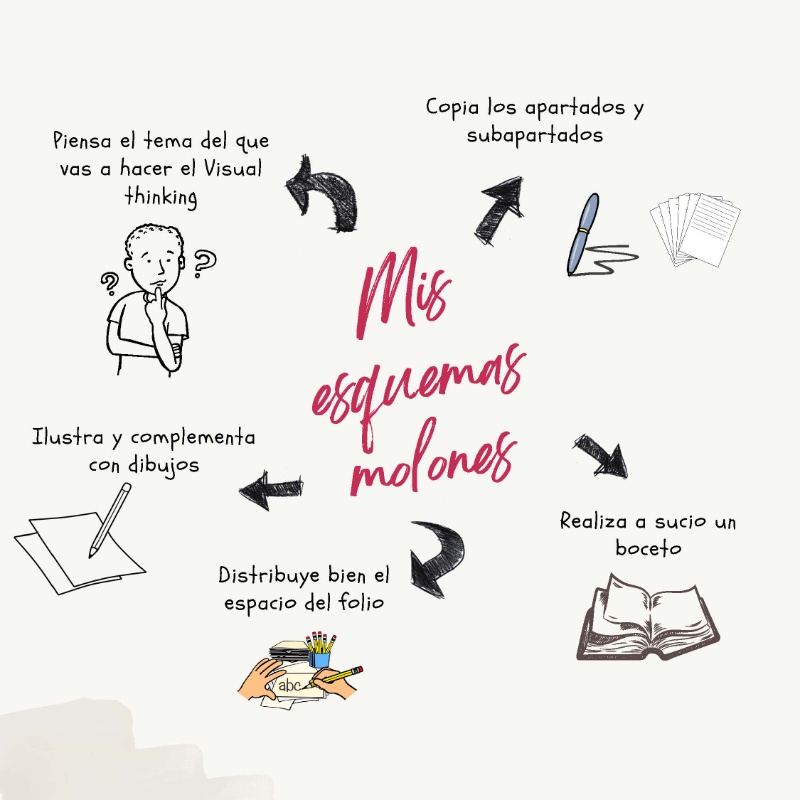 Piensa el tema del que
vas a hacer el Visual
thinking
Copia los apartados y
subapartados
? ?
Mis
esquemas
molones
Ilustra y complementa
con dibujos
Realiza a sucio un
boceto
Distribuye bien el
espacio del folio
abc